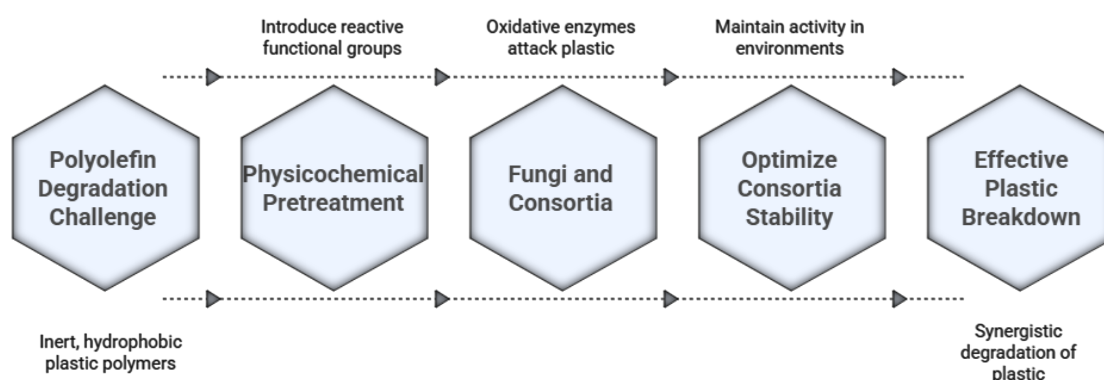 Introduce reactive
functional groups
Oxidative enzymes
attack plastic
Maintain activity in
environments
Polyolefin
Degradation
Challenge
Physicochemical
Pretreatment
Fungi and
Consortia
Optimize
Consortia
Stability
Effective
Plastic
Breakdown
Inert, hydrophobic
plastic polymers
Synergistic
degradation of
plastic